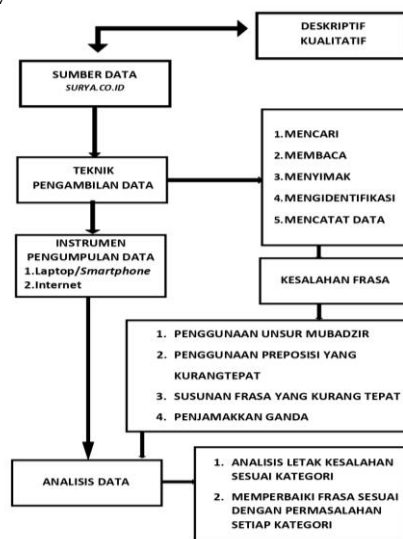 DESKRIPTIF
KUALITATIF
SUMBER DATA
SURYA.CO.ID
TEKNIK
PENGAMBILAN DATA
1.MENCARI
2.MEMBACA
3.MENYIMAK
4.MENGIDENTIFIKASI
5.MENCATAT DATA
INSTRUMEN
PENGUMPULAN DATA
1.Laptop/Smartphone
2.Internet
KESALAHAN FRASA
1. PENGGUNAAN UNSUR MUBADZIR
2. PENGGUNAAN PREPOSISI YANG
KURANGTEPAT
3. SUSUNAN FRASA YANG KURANG TEPAT
4. PENJAMAKKAN GANDA
ANALISIS DATA
1. ANALISIS LETAK KESALAHAN
SESUAI KATEGORI
2. MEMPERBAIKI FRASA SESUAI
DENGAN PERMASALAHAN
SETIAP KATEGORI